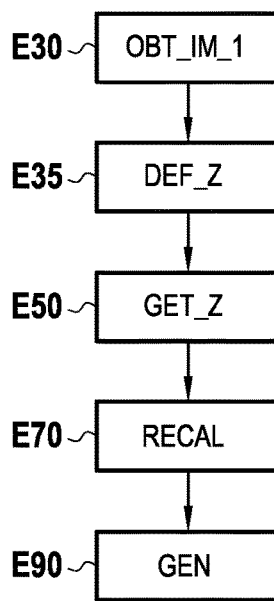 E30 OBT_IM_1
E35 DEF_Z
E50 GET_Z
E70 RECAL
E90 GEN